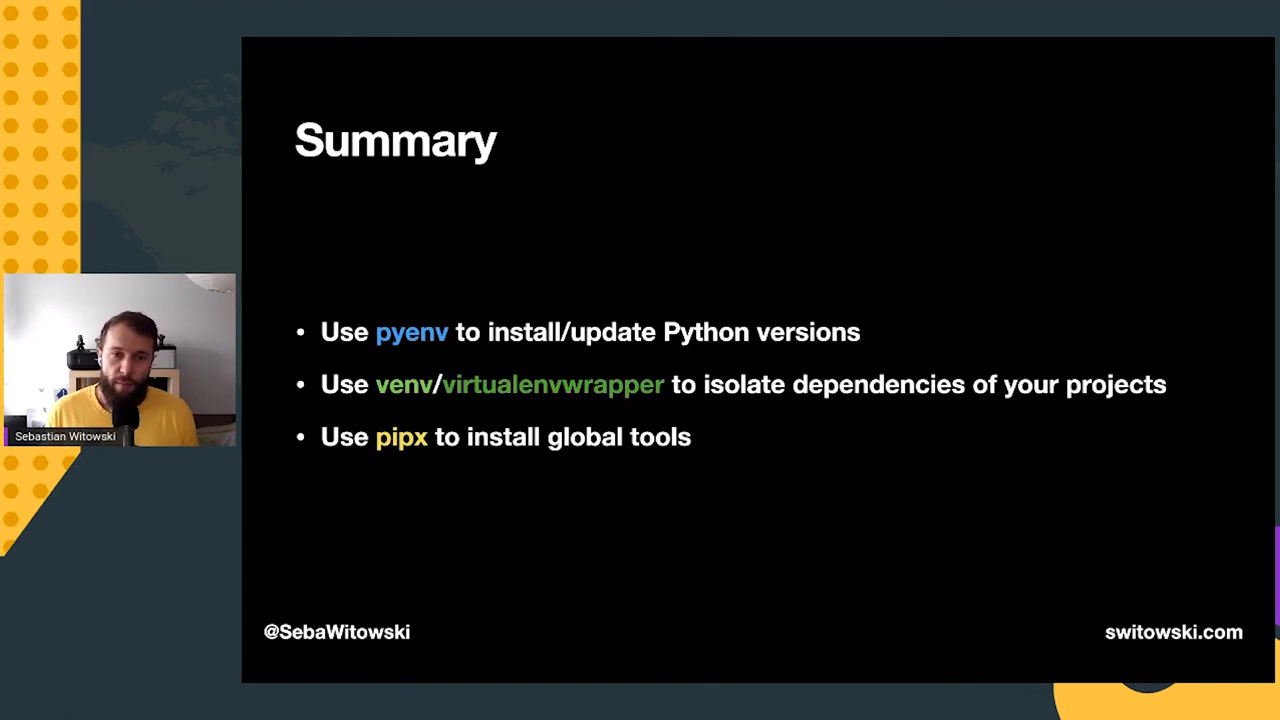 Summary
• Use pyenv to install/update Python versions
• Use venv/virtualenvwrapper to isolate dependencies of your projects
• Use pipx to install global tools
Sebastian Witowski
@SebaWitowski
switowski.com